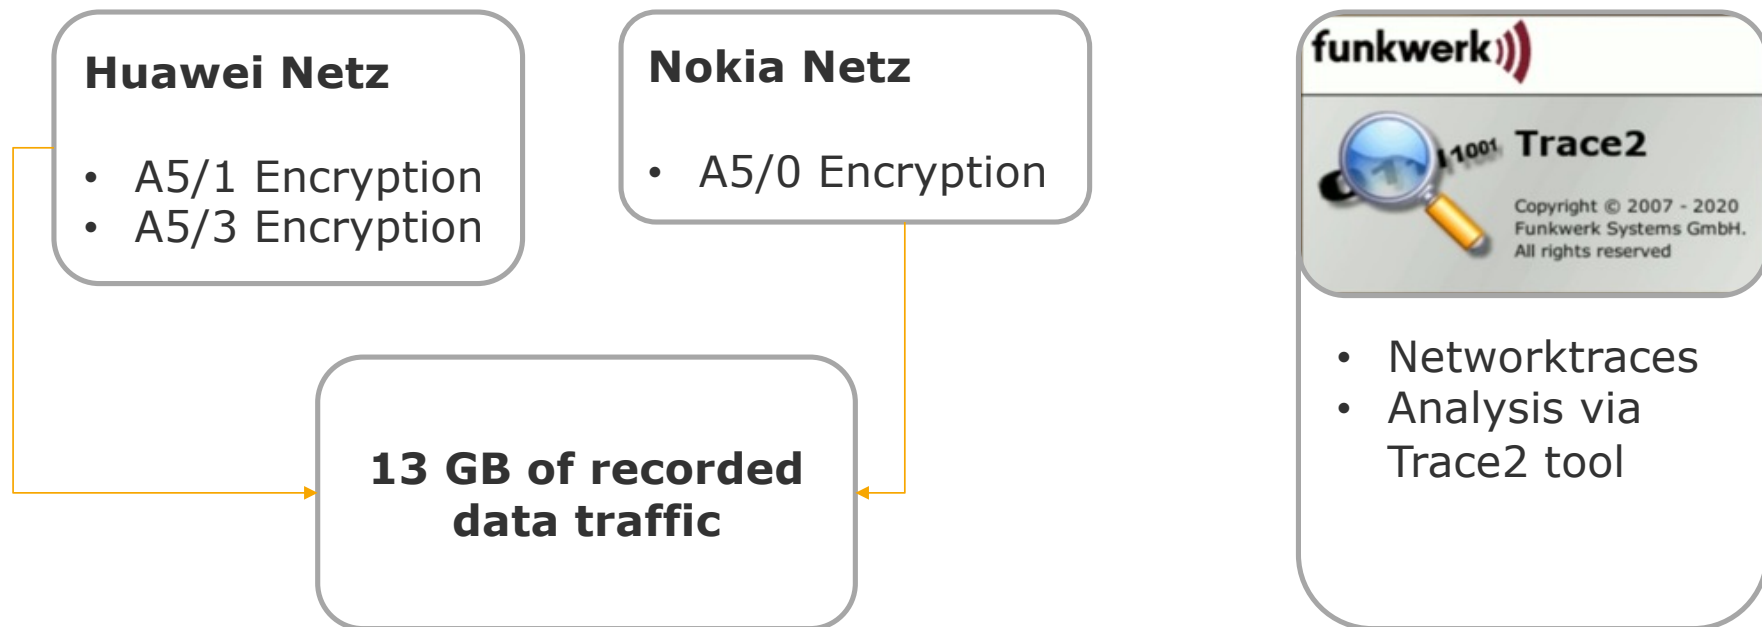 Huawei Netz
• A5/1 Encryption
• A5/3 Encryption
Nokia Netz
• A5/0 Encryption
13 GB of recorded
data traffic
funkwerk
1001
Trace2
Copyright © 2007 - 2020
Funkwerk Systems GmbH.
All rights reserved
• Networktraces
• Analysis via
Trace2 tool